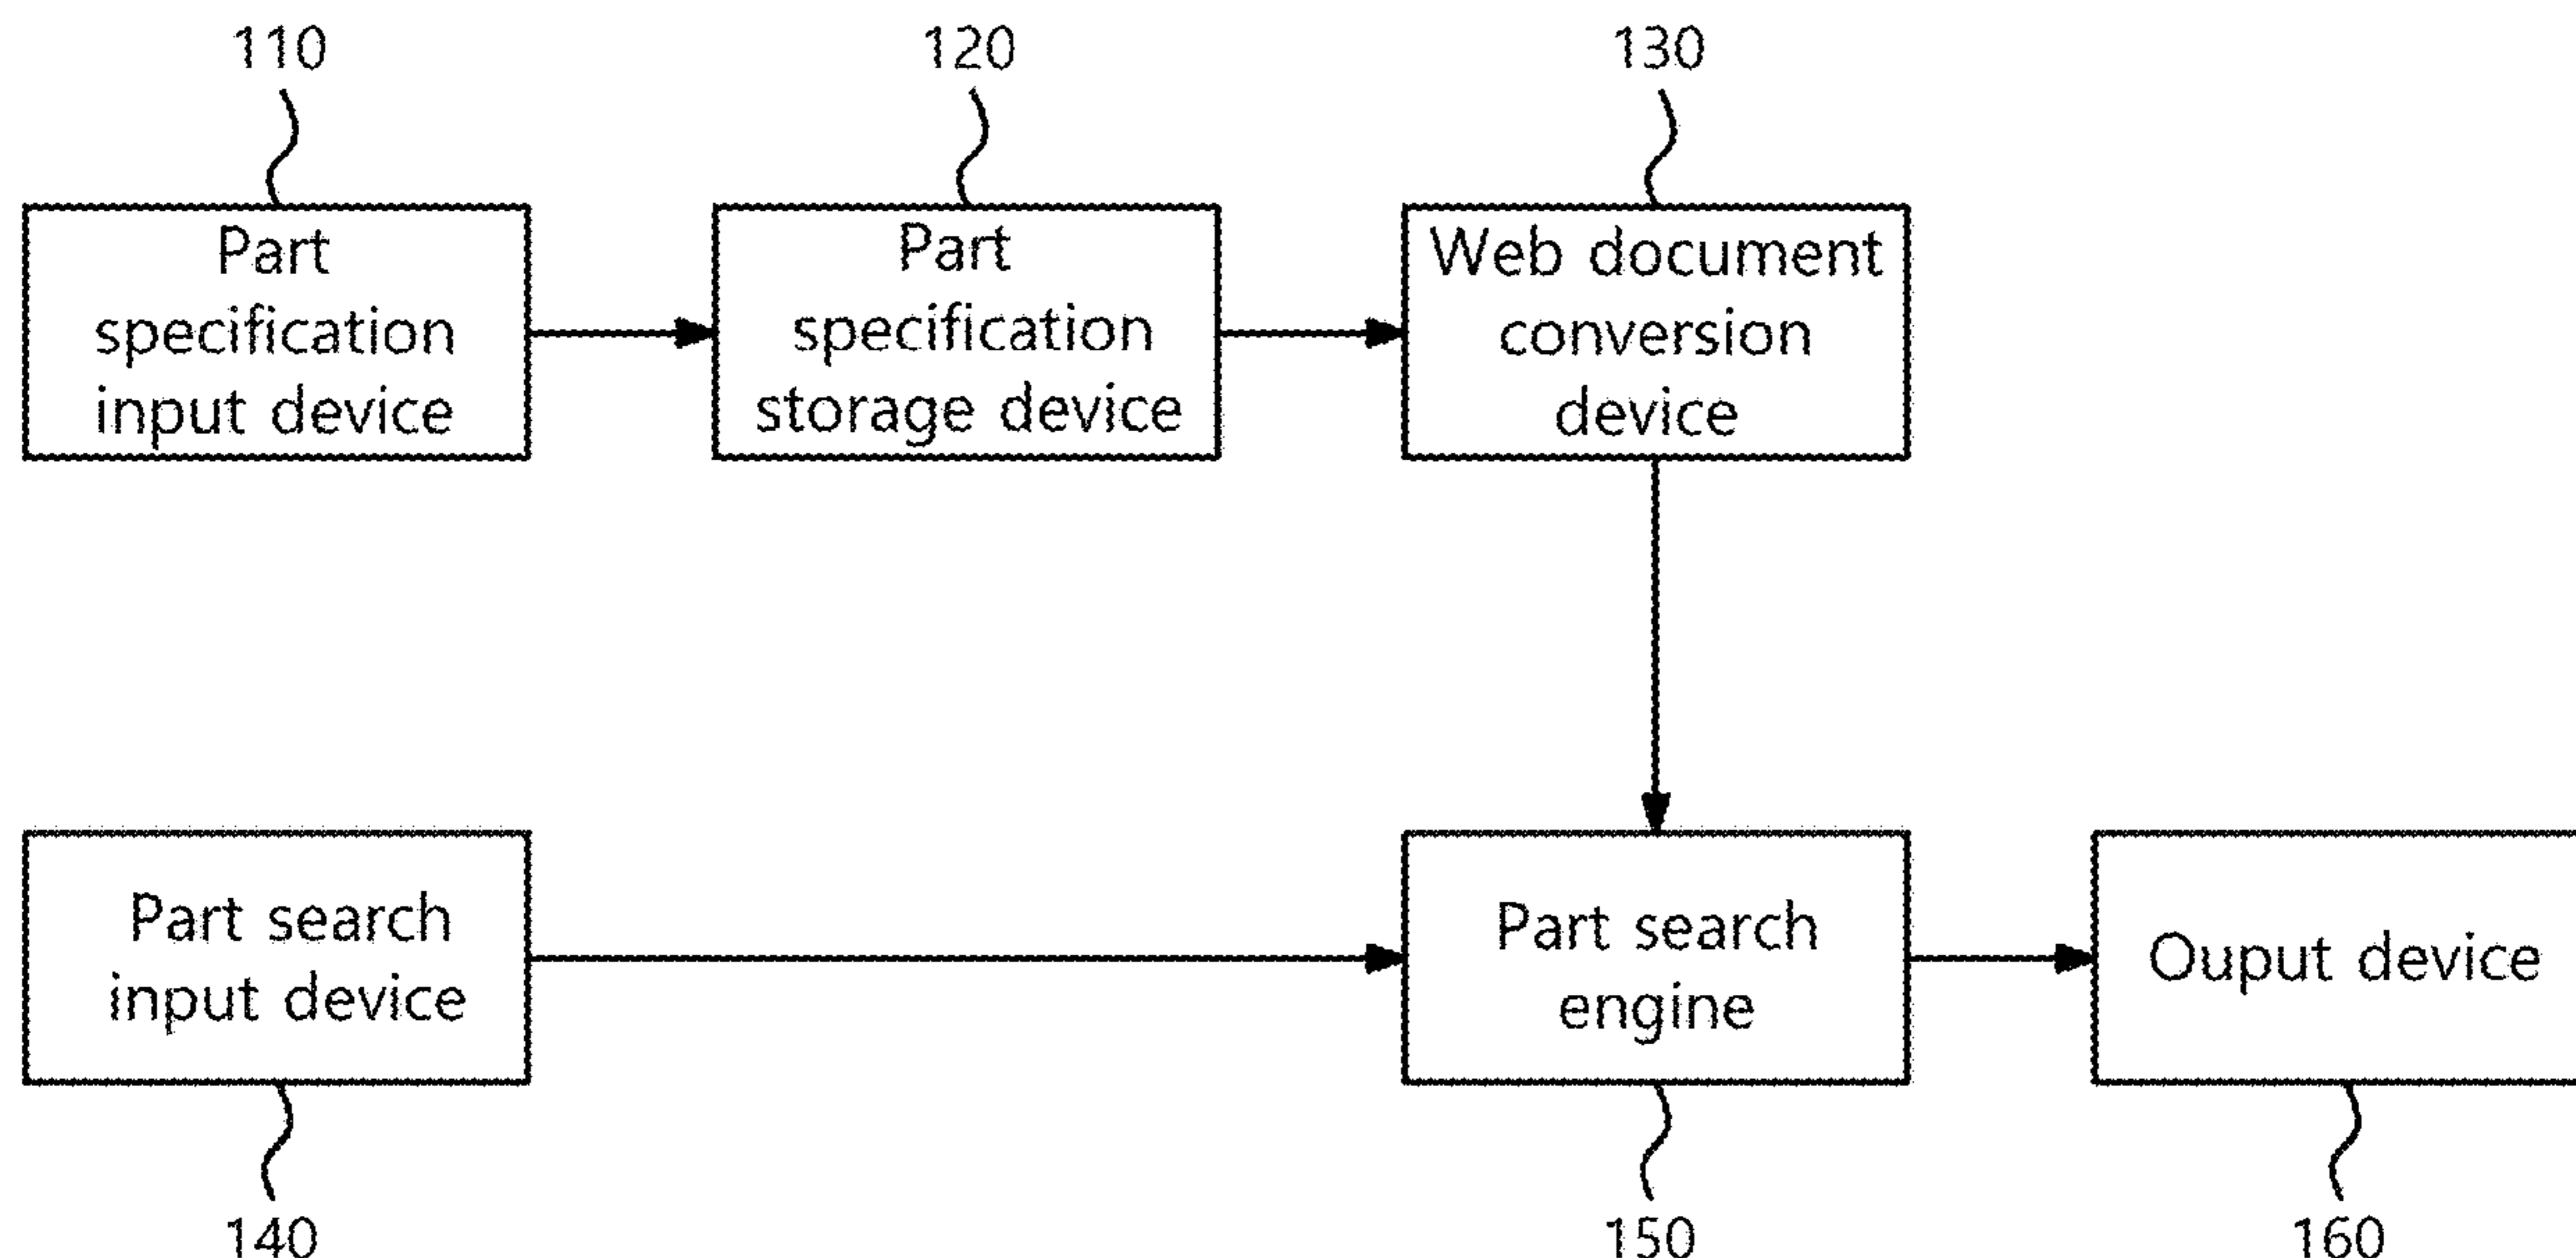 110
120
130
Part
specification
input device
Part
specification
storage device
Web document
conversion
device
Part search
input device
Part search
engine
Ouput device
140
150
160